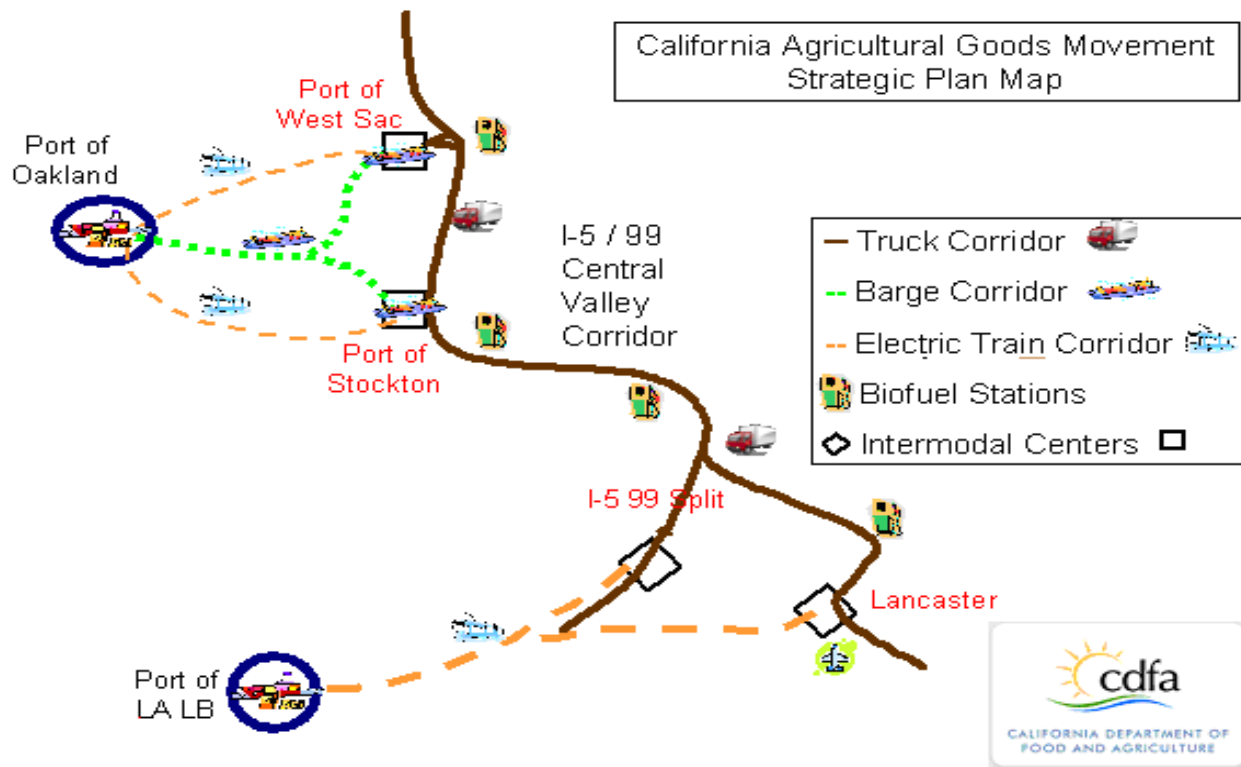 California Agricultural Goods Movement
Strategic Plan Map
Port of
West Sac
Port of
Oakland
I-5 / 99
Central
Valley
Corridor
Truck Corridor
Barge Corridor
Electric Train Corridor
Biofuel Stations
Intermodal Centers
Port of
Stockton
I-5 99 Split
Lancaster
Port of
LA LB
cdfa
CALIFORNIA DEPARTMENT OF
FOOD AND AGRICULTURE